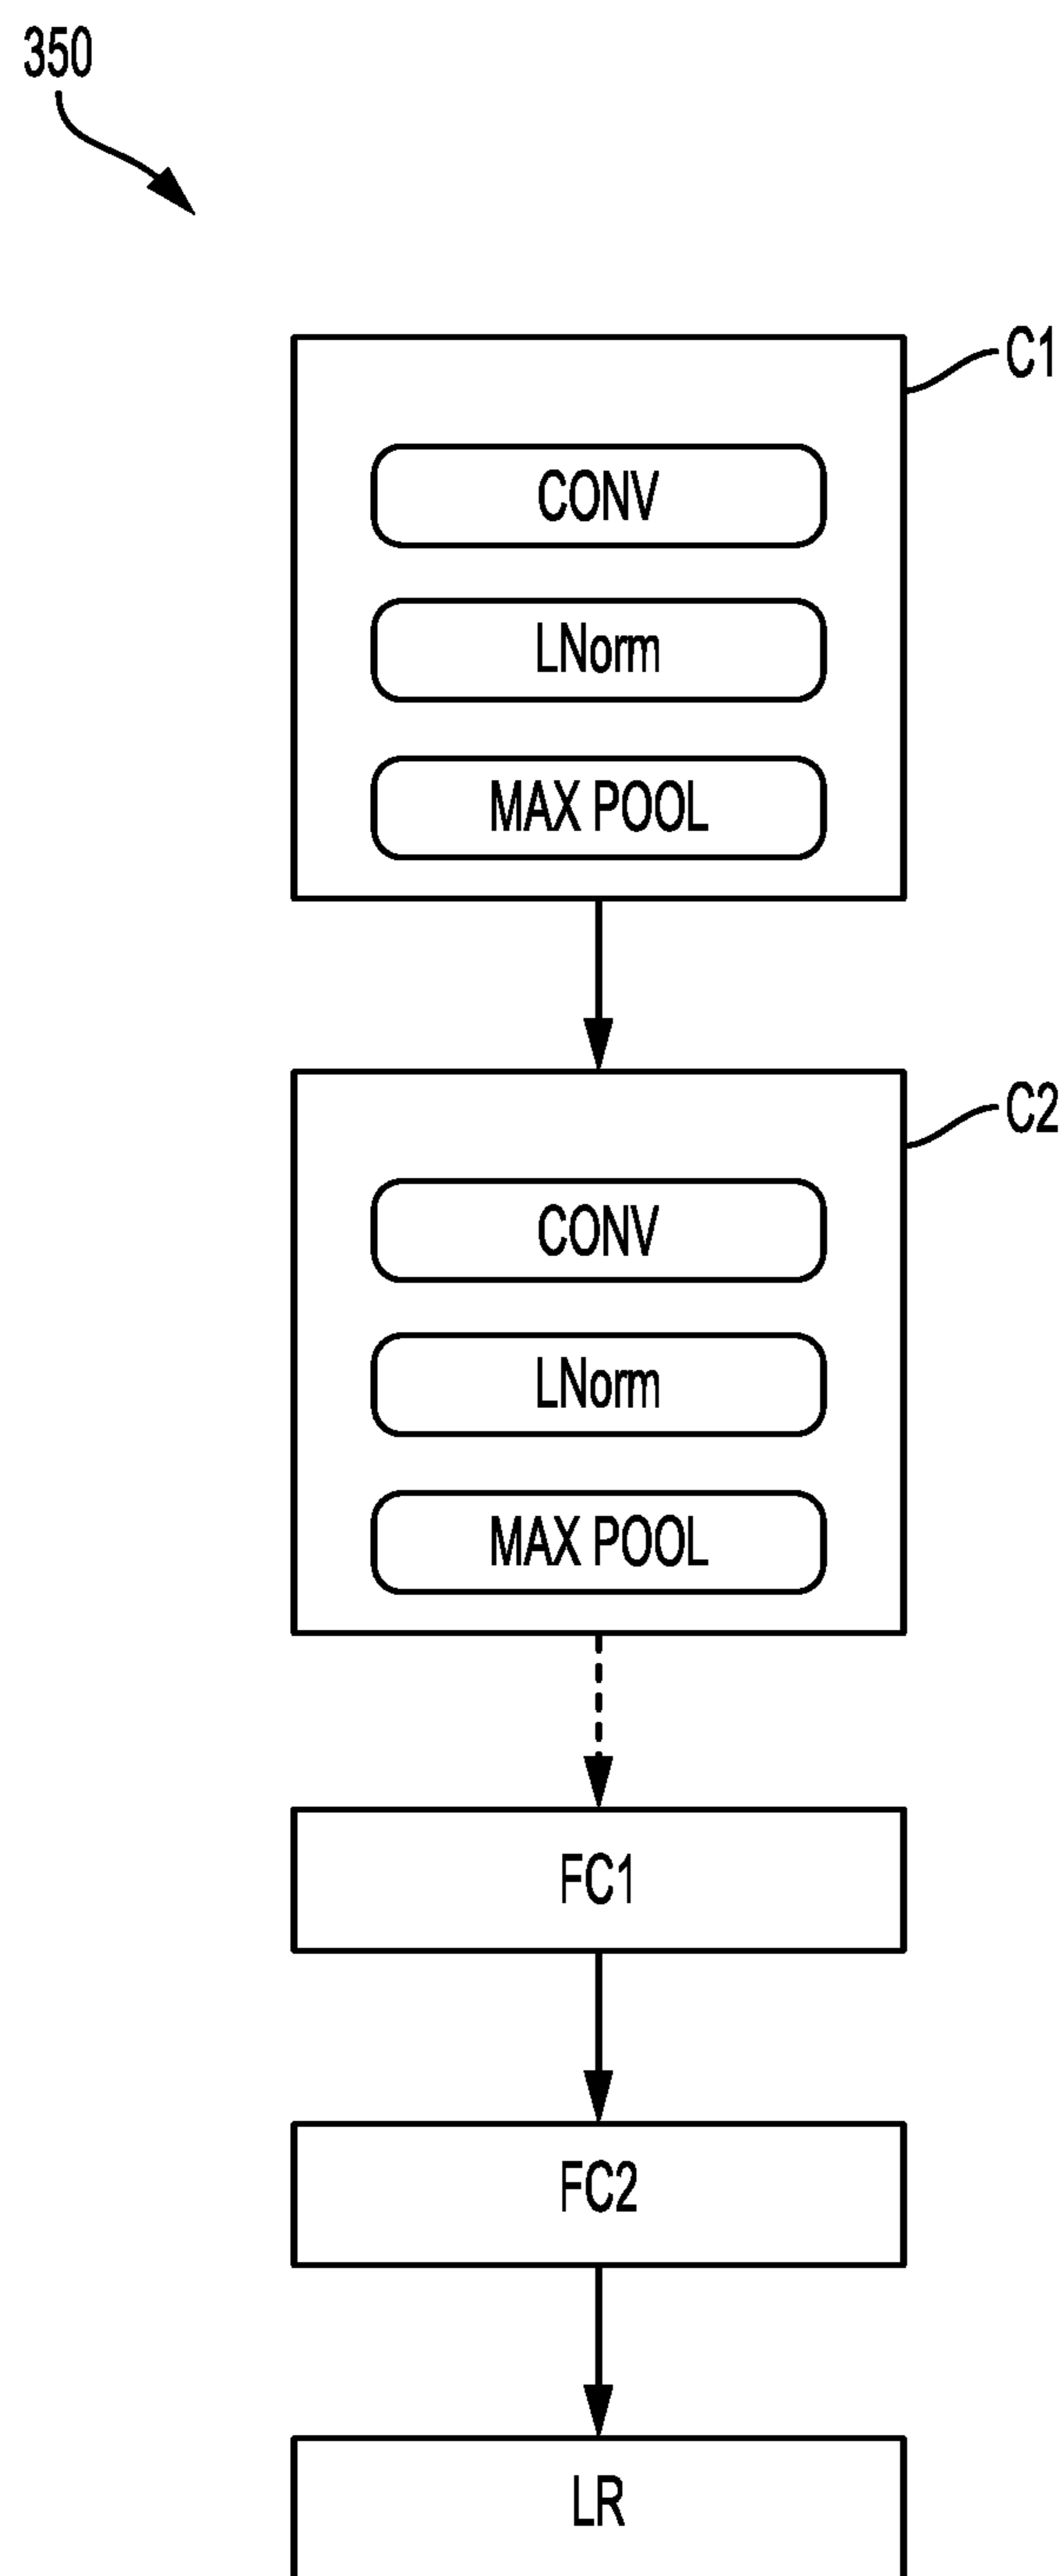 350
C1
CONV
LNorm
MAX POOL
C2
CONV
LNorm
MAX POOL
FC1
FC2
LR